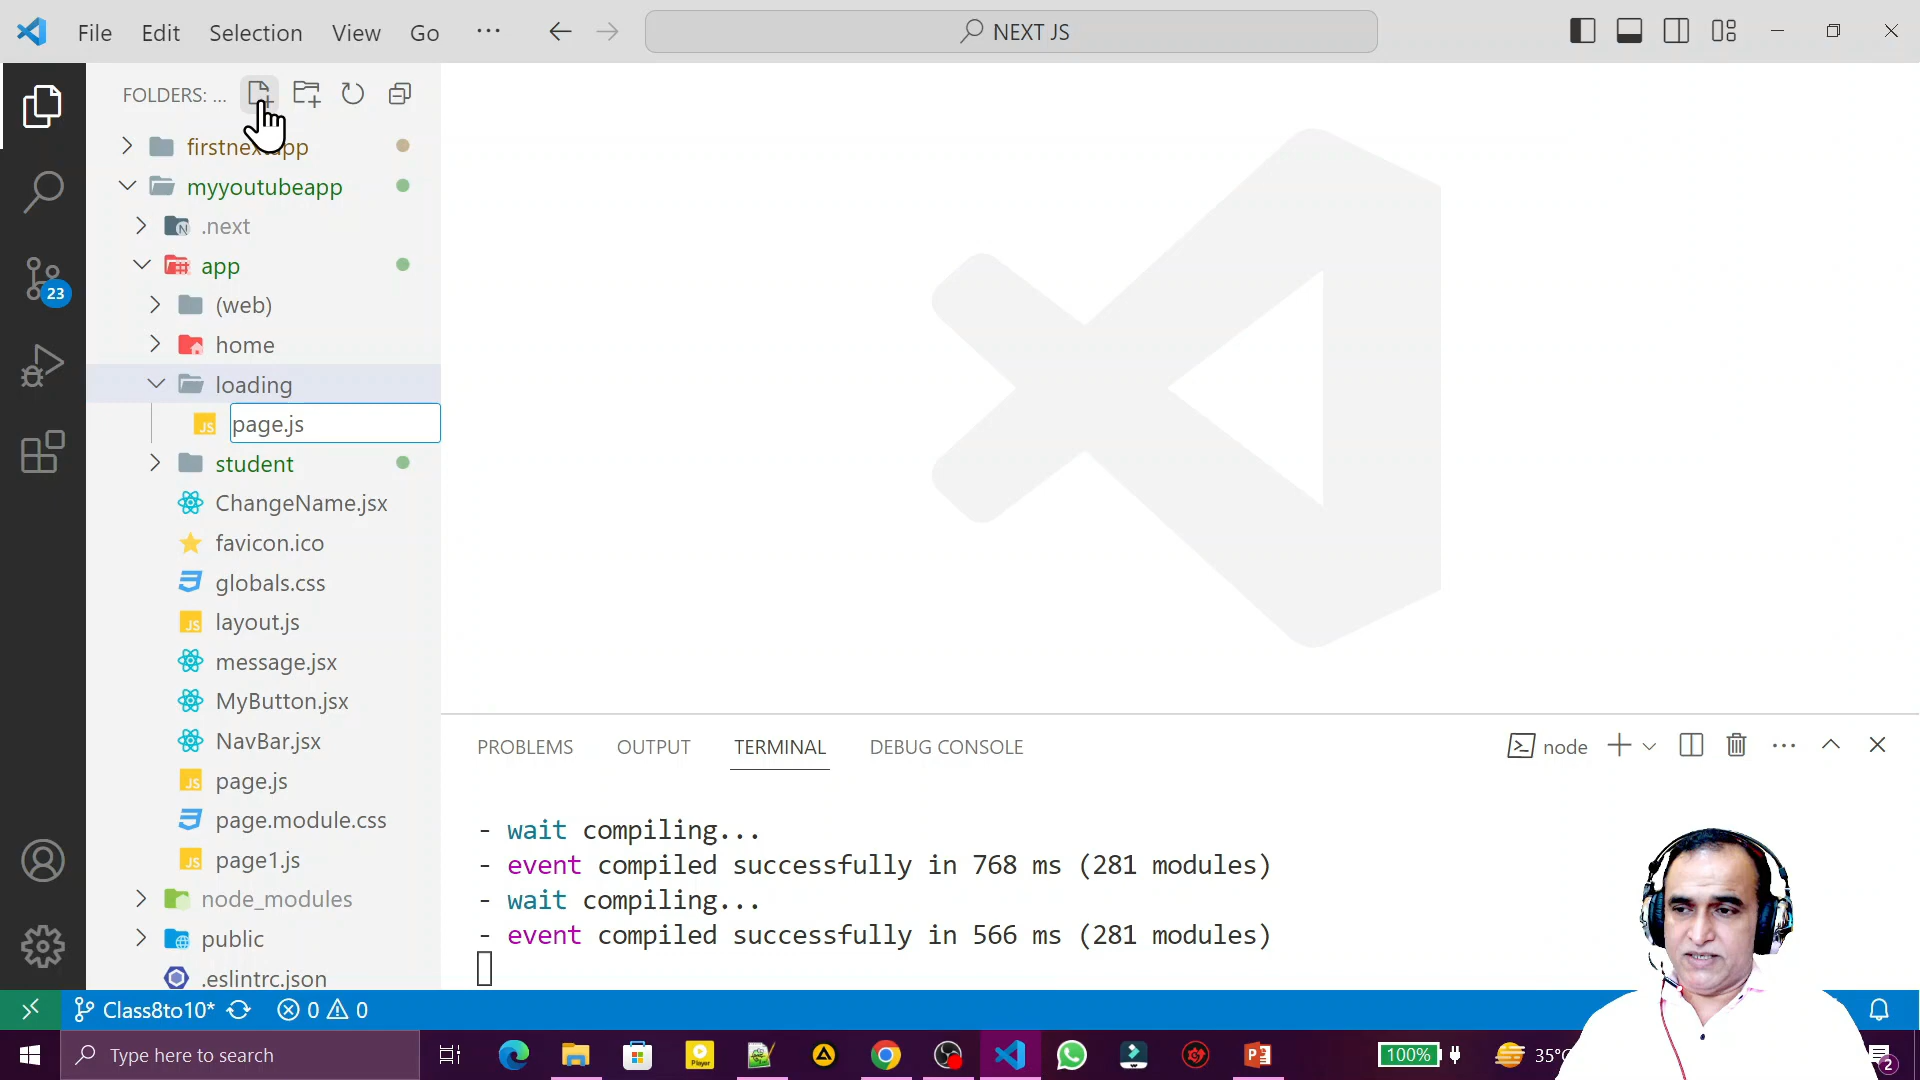 File Edit Selection View Go ··· NEXT JS
FOLDERS: ...
firstnextapp
myyoutubeapp
.next
app
(web)
home
loading
page.js
student
ChangeName.jsx
favicon.ico
globals.css
layout.js
message.jsx
MyButton.jsx
NavBar.jsx
page.js
page.module.css
page1.js
node_modules
public
.eslintrc.json
23
PROBLEMS OUTPUT TERMINAL DEBUG CONSOLE
node
- wait compiling...
- event compiled successfully in 768 ms (281 modules)
- wait compiling...
- event compiled successfully in 566 ms (281 modules)
Class8to10* 0 0
Type here to search
Player
100%
35°C
2